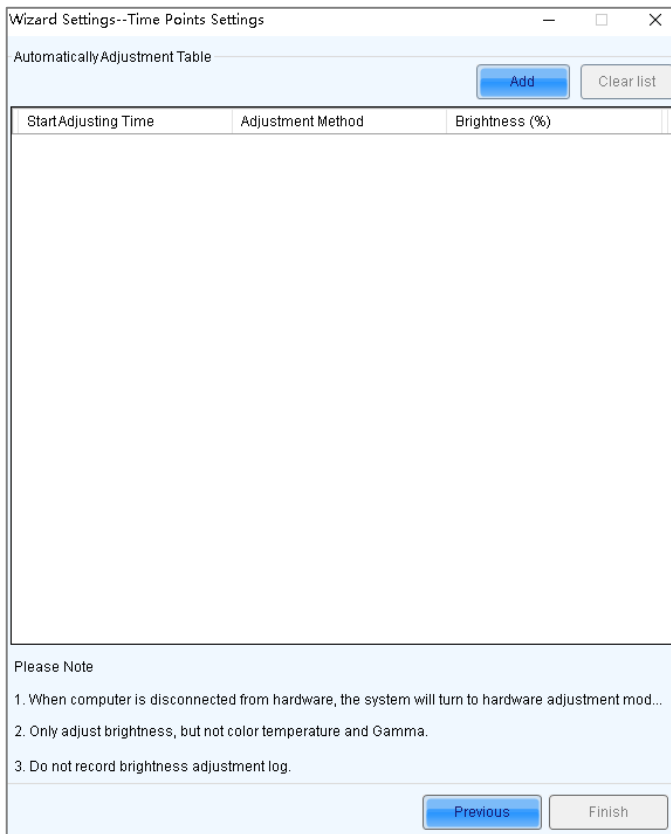 Wizard Settings--Time Points Settings
Automatically Adjustment Table
Add Clear list
Start Adjusting Time Adjustment Method Brightness (%)
Please Note
1. When computer is disconnected from hardware, the system will turn to hardware adjustment mod...
2. Only adjust brightness, but not color temperature and Gamma.
3. Do not record brightness adjustment log.
Previous Finish